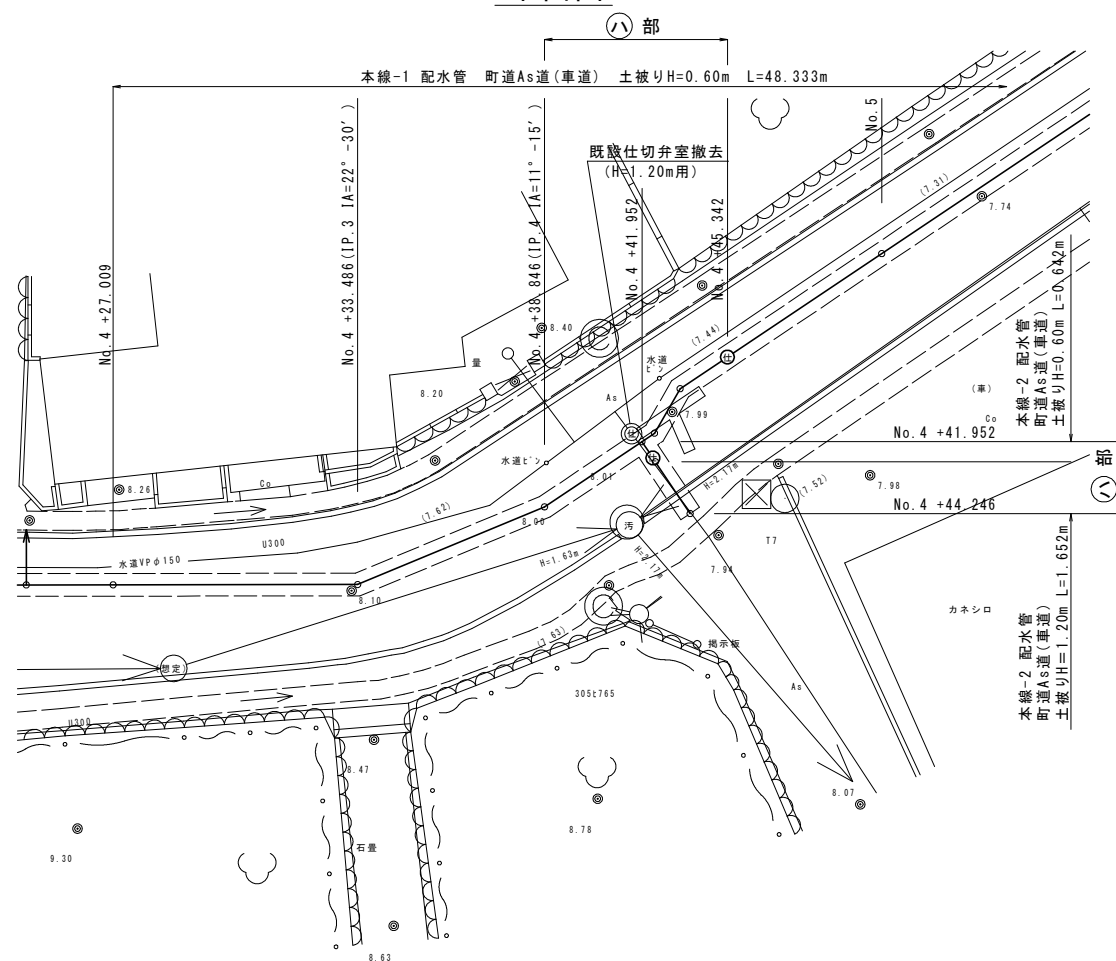 ハ 部
本線-1 配水管 町道As道(車道) 土被りH=0.60m L=48.333m
No.4 +27.009
No.4 +33.486(IP.3 IA=22°-30′)
No.4 +38.846(IP.4 IA=11°-15′)
No.4 +41.952
No.4 +45.342
No.5
既設仕切弁室撤去
(H=1.20m用)
(7.31)
7.74
8.40
(7.44)
水道ピン
量
8.20
As
7.99
(車)
Co
仕
本線-2 配水管
町道As道(車道)
土被りH=0.60m L=0.642m
No.4 +41.952
水道ピン
8.01
H=2.17m
Co
8.26
(7.62)
(7.52)
7.98
ハ 部
No.4 +44.246
8.00
汚
U300
H=1.63m
H=2.17m
T7
水道VPφ150
7.94
8.10
カネシロ
本線-2 配水管
町道As道(車道)
土被りH=1.20m L=1.652m
(7.63)
掲示板
想定
305t765
As
U300
8.47
8.07
8.78
石畳
9.30
8.63